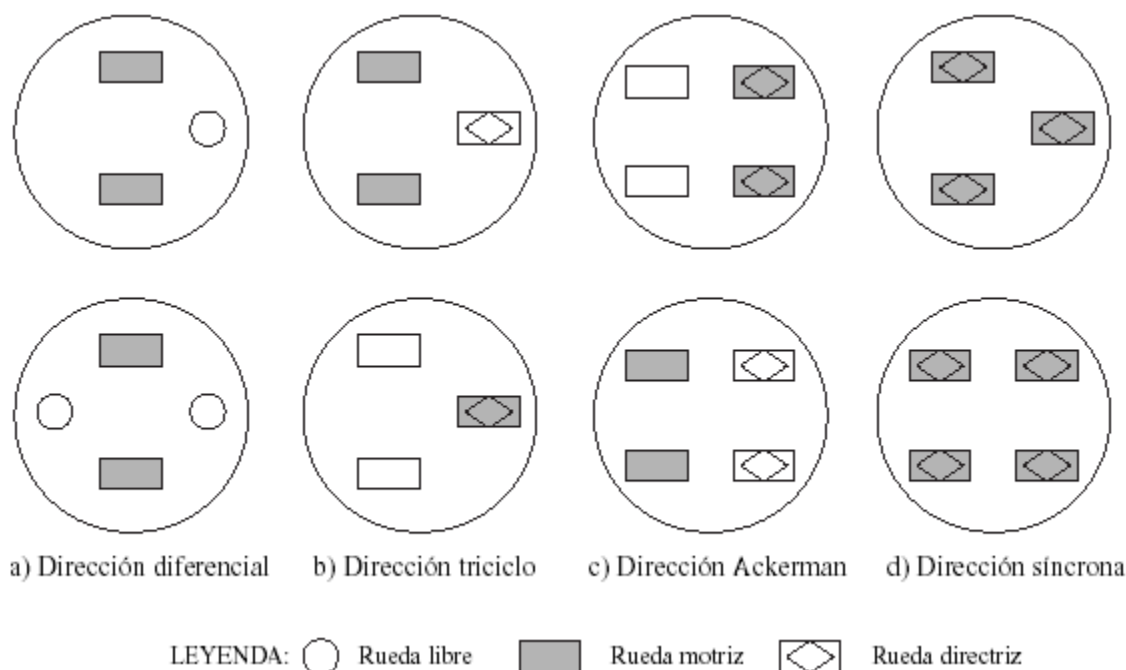 a) Dirección diferencial b) Dirección triciclo c) Dirección Ackerman d) Dirección síncrona
LEYENDA: Rueda libre Rueda motriz Rueda directriz